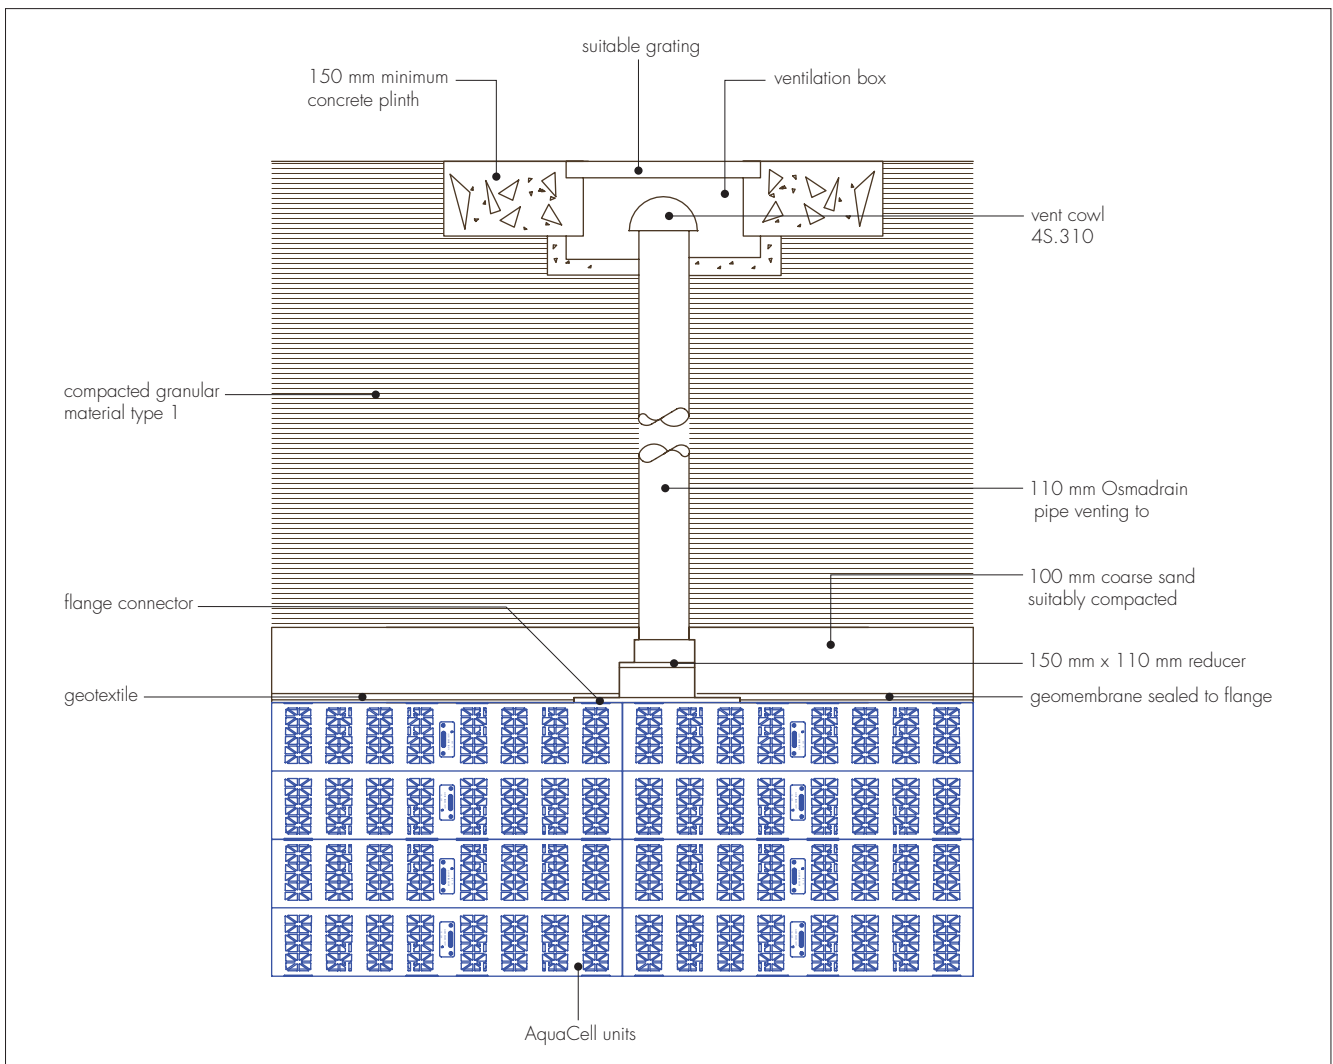 suitable grating
150 mm minimum
concrete plinth
ventilation box
vent cowl
4S.310
compacted granular
material type 1
110 mm Osmadrain
pipe venting to
100 mm coarse sand
suitably compacted
flange connector
150 mm x 110 mm reducer
geotextile
geomembrane sealed to flange
AquaCell units